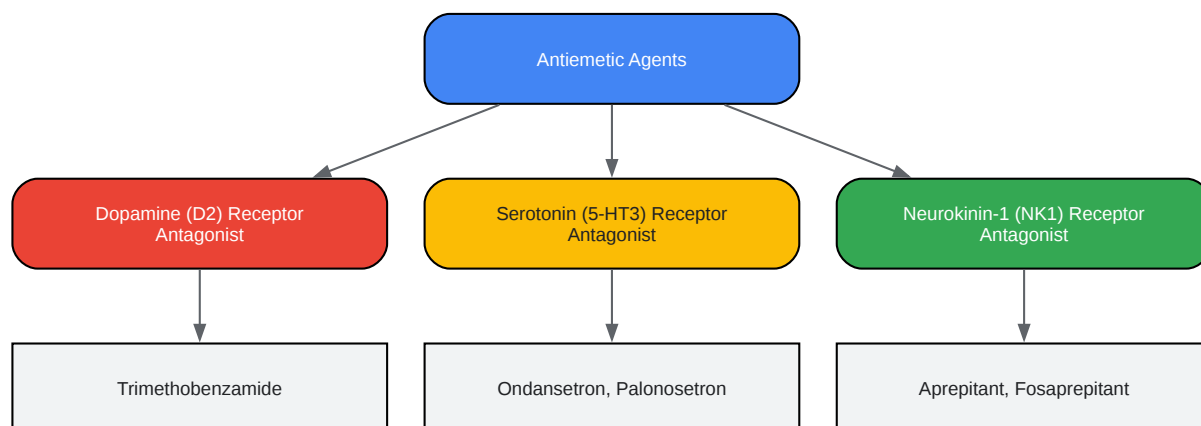 Antiemetic Agents
Dopamine (D2) Receptor
Antagonist
Serotonin (5-HT3) Receptor
Antagonist
Neurokinin-1 (NK1) Receptor
Antagonist
Trimethobenzamide
Ondansetron, Palonosetron
Aprepitant, Fosaprepitant